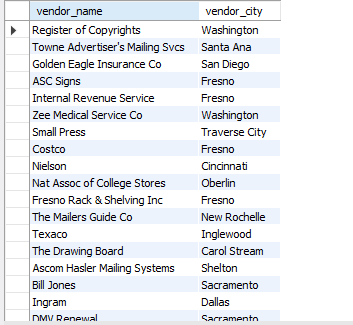 vendor_name vendor_city
Register of Copyrights Washington
Towne Advertiser's Mailing Svcs Santa Ana
Golden Eagle Insurance Co San Diego
ASC Signs Fresno
Internal Revenue Service Fresno
Zee Medical Service Co Washington
Small Press Traverse City
Costco Fresno
Nielson Cincinnati
Nat Assoc of College Stores Oberlin
Fresno Rack & Shelving Inc Fresno
The Mailers Guide Co New Rochelle
Texaco Inglewood
The Drawing Board Carol Stream
Ascom Hasler Mailing Systems Shelton
Bill Jones Sacramento
Ingram Dallas
DMV Renewal Sacramento